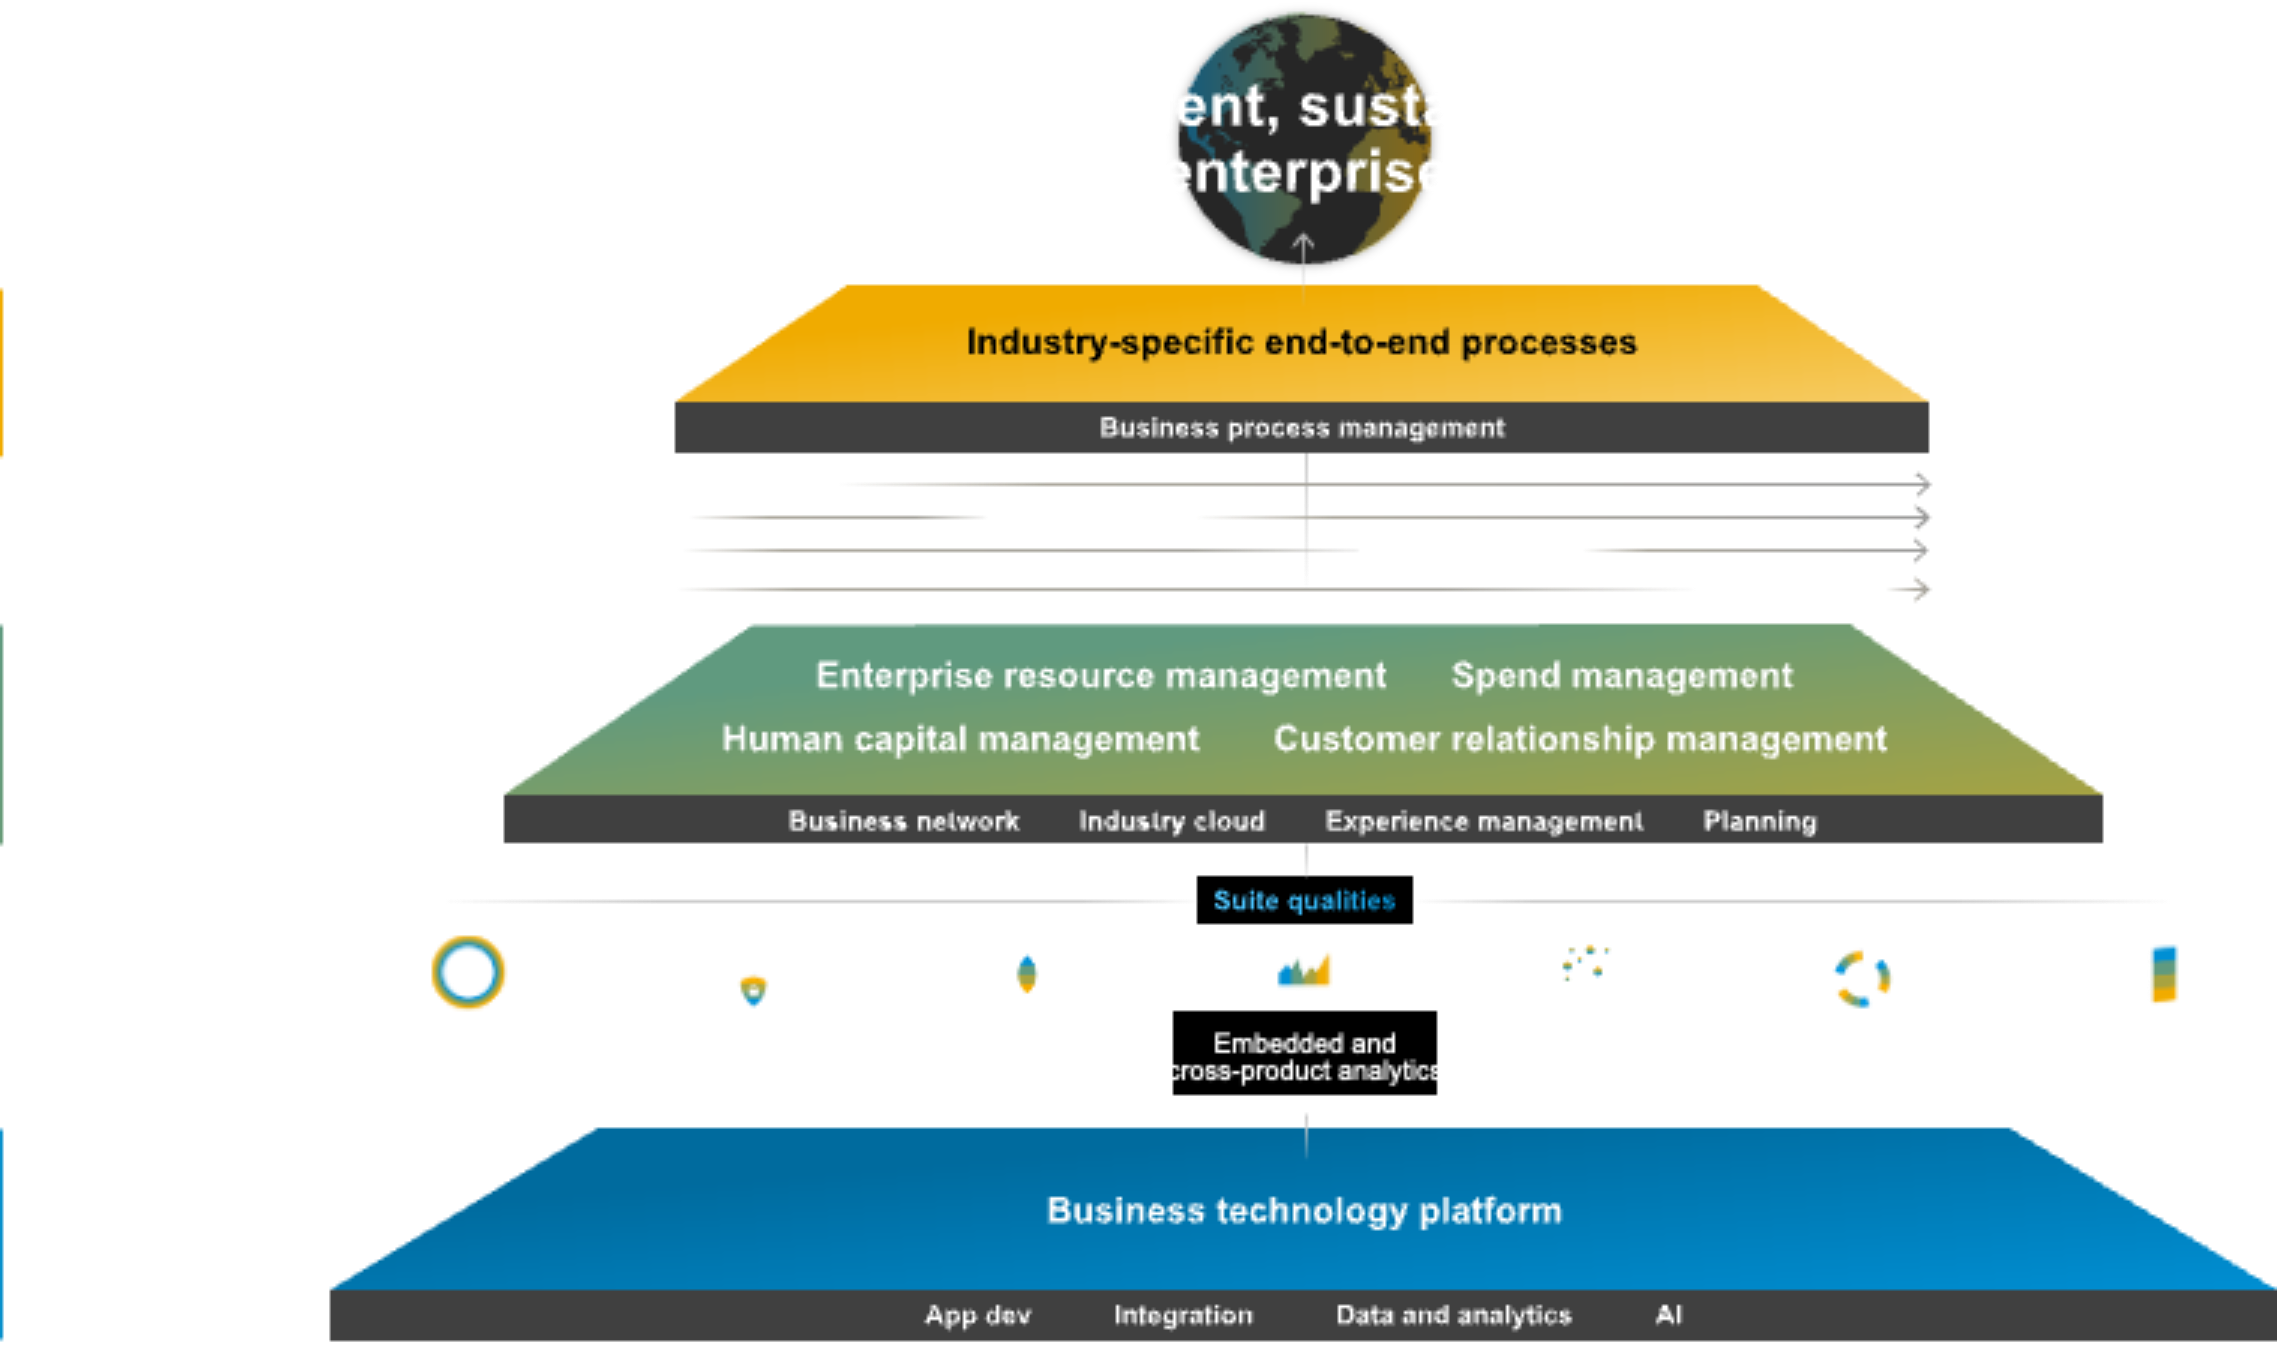 ent, susta
enterprise
Industry-specific end-to-end processes
Business process management
Enterprise resource management Spend management
Human capital management Customer relationship management
Business network Industry cloud Experience management Planning
Suite qualities
Embedded and
cross-product analytics
Business technology platform
App dev Integration Data and analytics AI